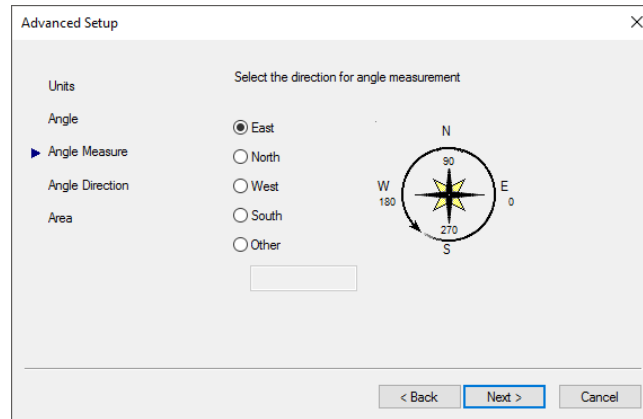 Advanced Setup
Units
Angle
Angle Measure
Angle Direction
Area
Select the direction for angle measurement
East
North
West
South
Other
N
90
W
180
E
0
270
S
< Back
Next >
Cancel